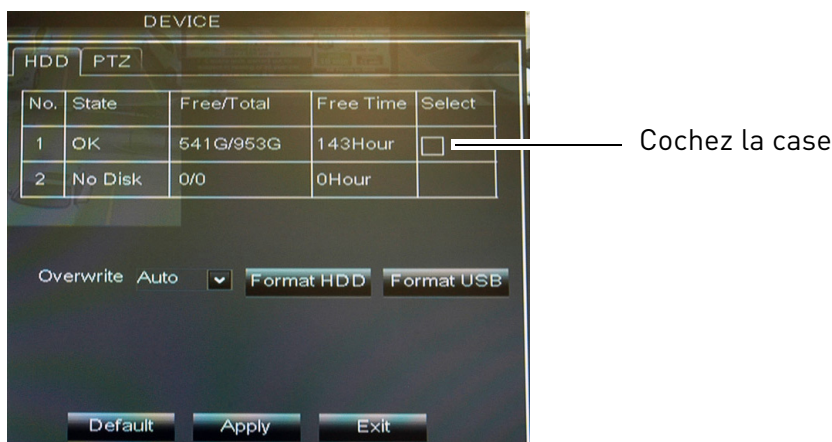 DEVICE
HDD PTZ
No. State Free/Total Free Time Select
1 OK 541G/953G 143Hour
2 No Disk 0/0 0Hour
Cochez la case
Overwrite Auto Format HDD Format USB
Default Apply Exit